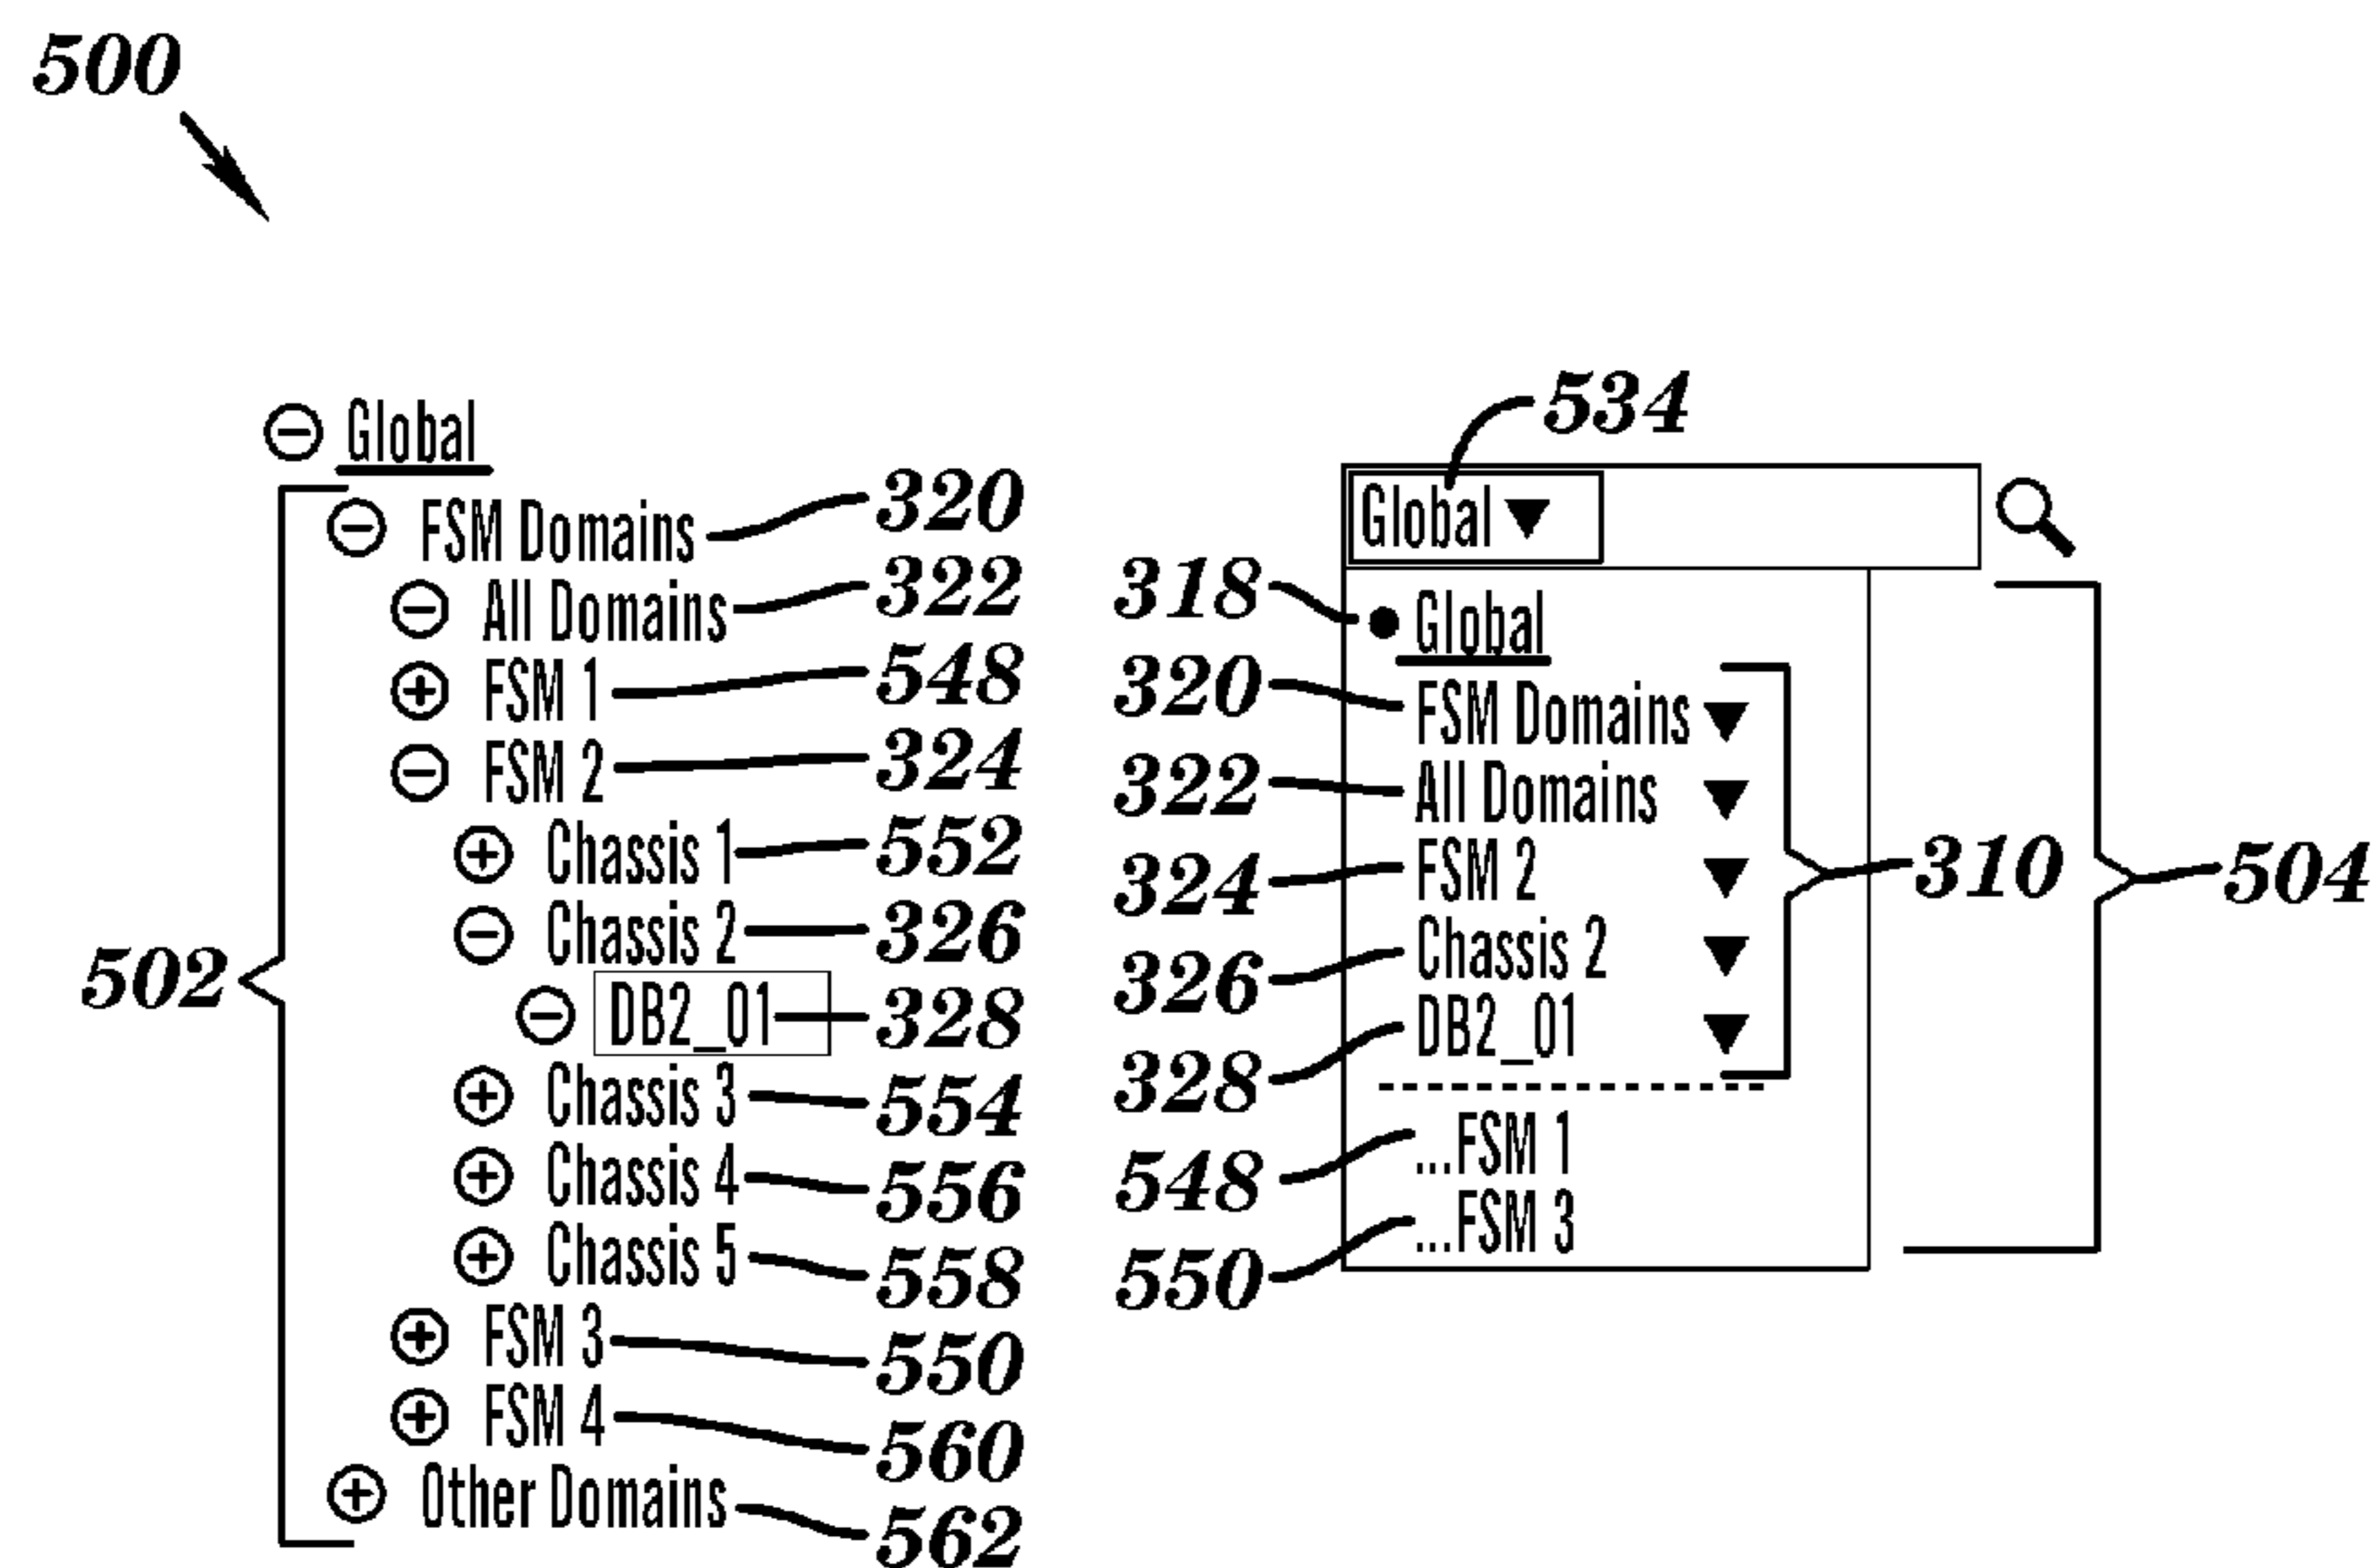 500
Global
FSM Domains 320
All Domains 322
FSM 1 548
FSM 2 324
Chassis 1 552
Chassis 2 326
DB2_01 328
Chassis 3 554
Chassis 4 556
Chassis 5 558
FSM 3 550
FSM 4 560
Other Domains 562
502
534
Global
318 Global
320 FSM Domains
322 All Domains
324 FSM 2
326 Chassis 2
328 DB2_01
548 ...FSM 1
550 ...FSM 3
310
504